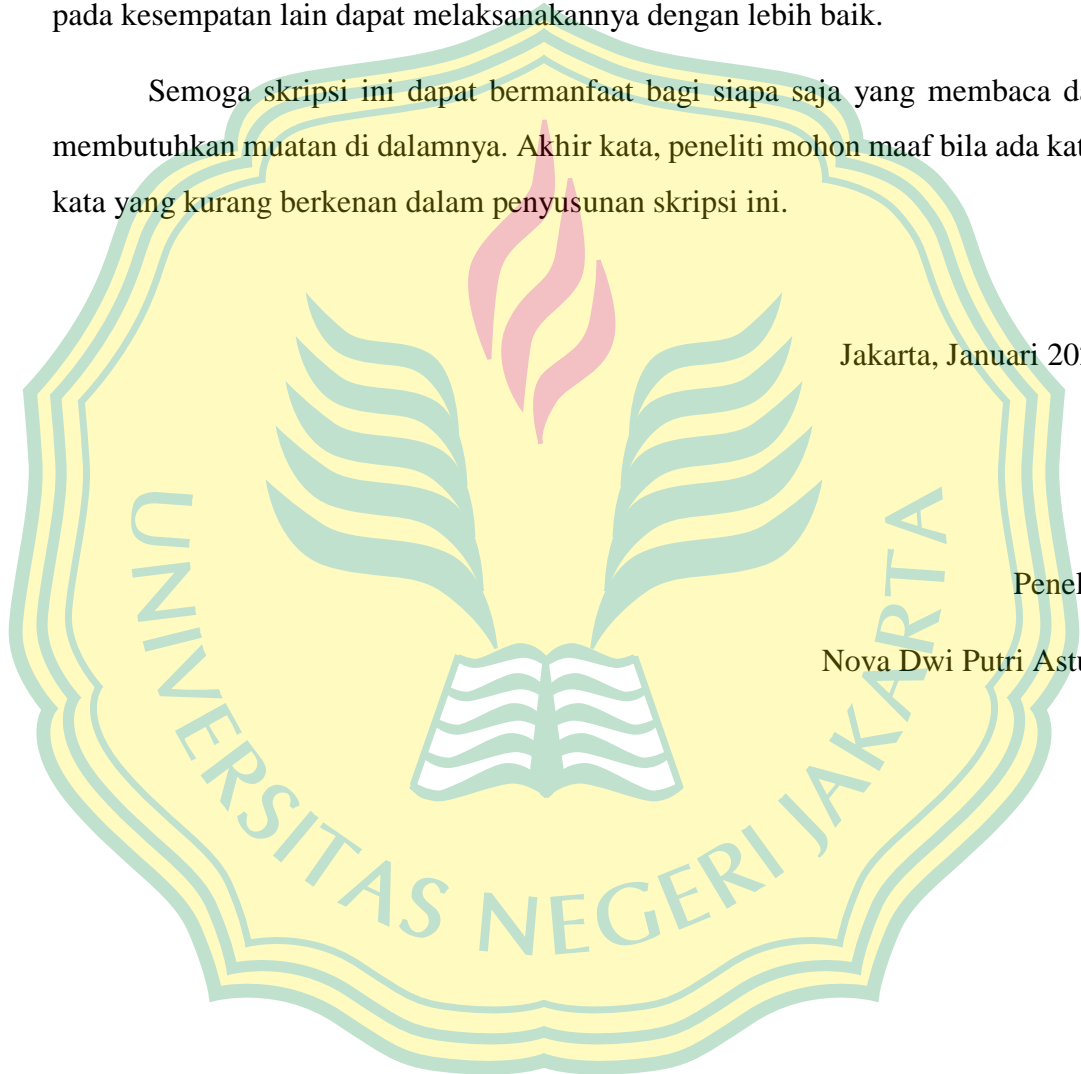 pada kesempatan lain dapat melaksanakannya dengan lebih baik.
Semoga skripsi ini dapat bermanfaat bagi siapa saja yang membaca da
membutuhkan muatan di dalamnya. Akhir kata, peneliti mohon maaf bila ada kat
kata yang kurang berkenan dalam penyusunan skripsi ini.
Jakarta, Januari 20
Penel
Nova Dwi Putri Astu
UNIVERSITAS NEGERI JAKARTA